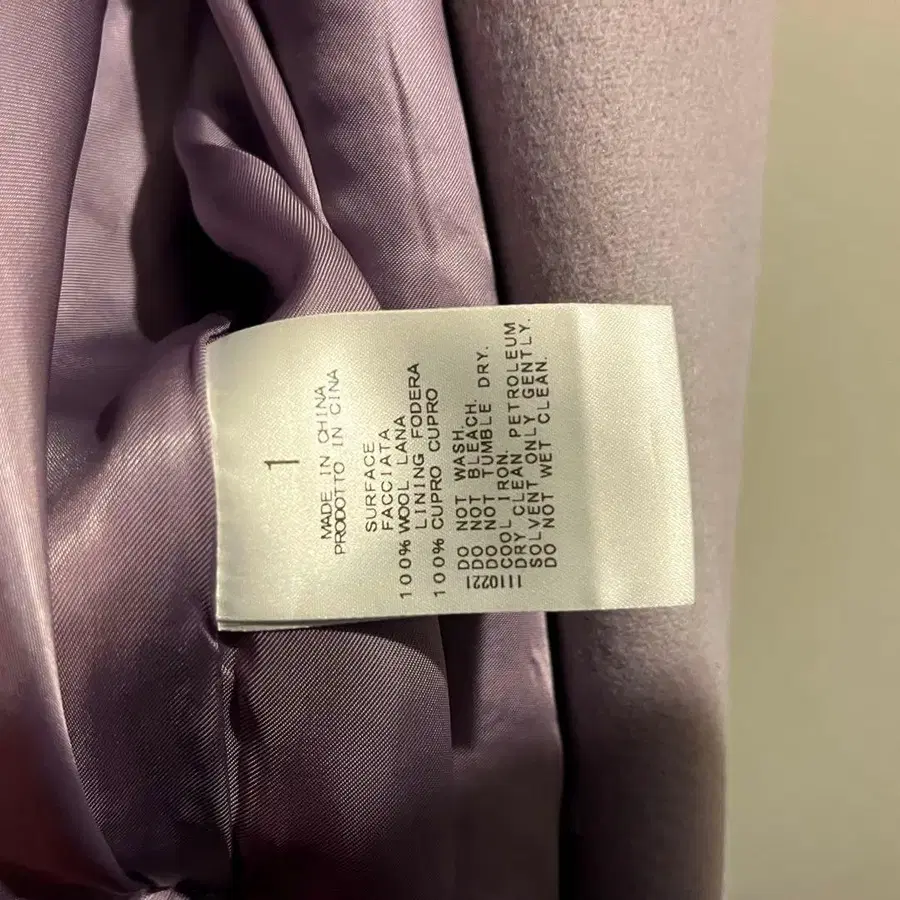 1
MADE IN CHINA
PRODOTTO IN CINA
SURFACE
FACCIATA
100% WOOL LANA
LINING FODERA
100% CUPRO CUPRO
DO NOT WASH.
DO NOT BLEACH.
DO NOT TUMBLE DRY.
COOL IRON.
DRY CLEAN PETROLEUM
SOLVENT ONLY GENTLY.
DO NOT WET CLEAN.
1110221